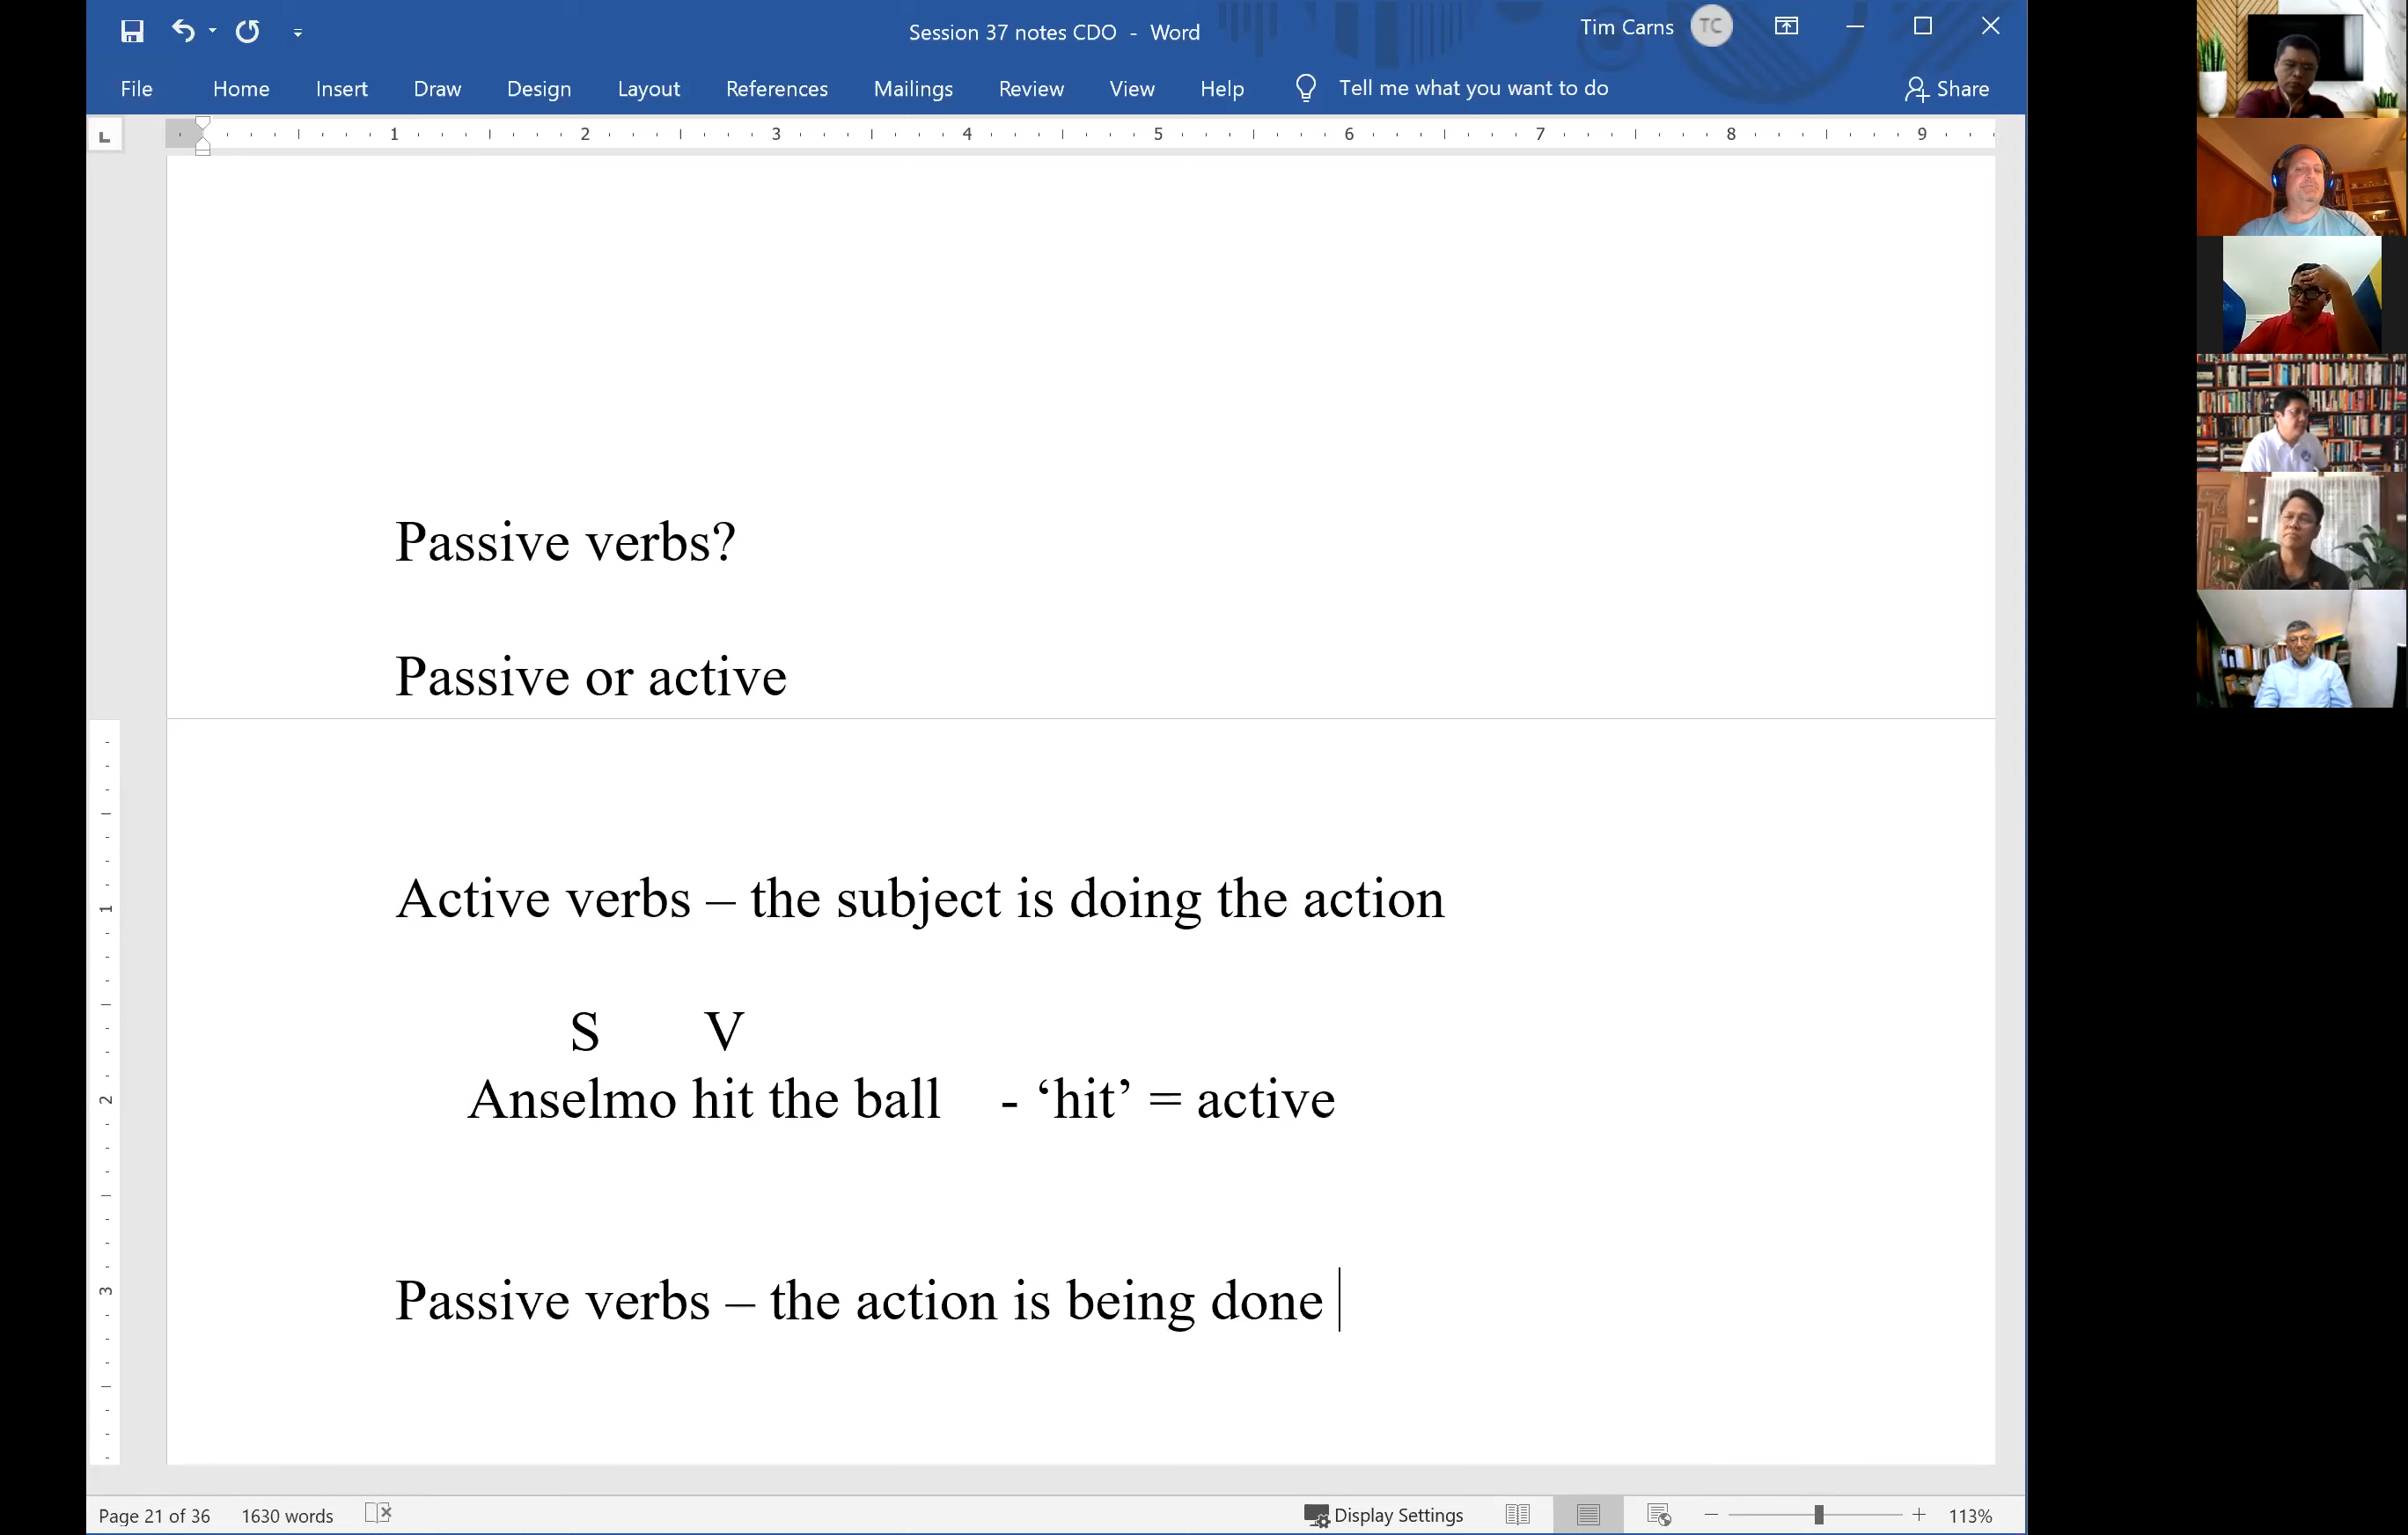 Session 37 notes CDO - Word
Tim Carns TC
File Home Insert Draw Design Layout References Mailings Review View Help Tell me what you want to do Share
L 1 2 3 4 5 6 7 8 9
Passive verbs?
Passive or active
Active verbs – the subject is doing the action
1
S V
Anselmo hit the ball - ‘hit’ = active
2
Passive verbs – the action is being done
3
Page 21 of 36 1630 words Display Settings 113%